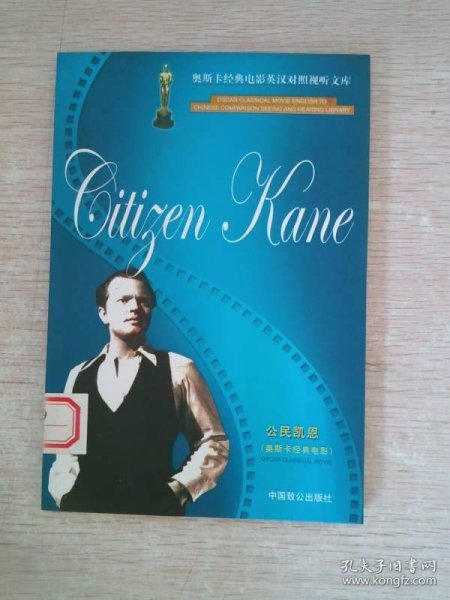 奥斯卡经典电影英汉对照视听文库
OSCAR CLASSICAL MOVIE ENGLISH TO
CHINESE COMPARISON SEEING AND HEARING LIBRARY
Citizen Kane
公民凯恩
(奥斯卡经典电影)
OSCAR CLASSICAL MOVIE
中国致公出版社
孔夫子旧书网
www.kongfz.com